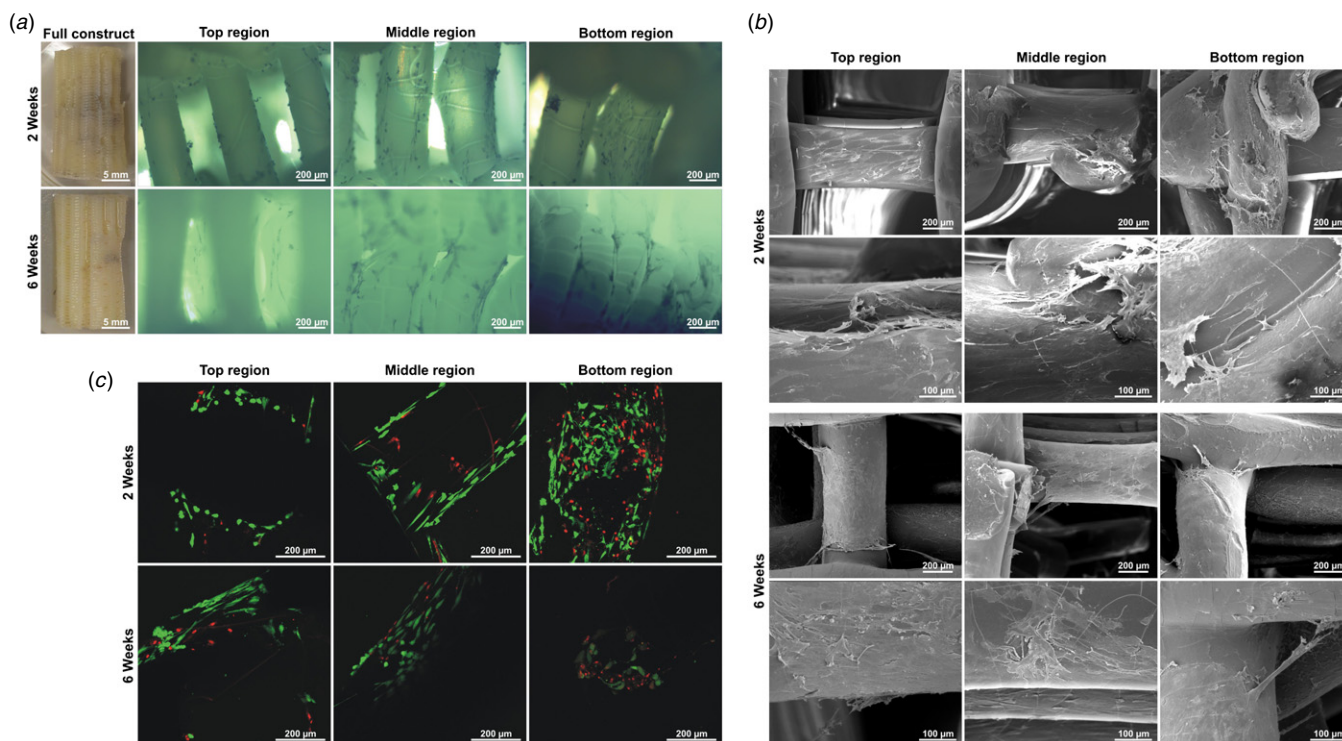 (a)
Full construct Top region Middle region Bottom region
2 Weeks
5 mm 200 µm 200 µm 200 µm
6 Weeks
5 mm 200 µm 200 µm 200 µm
(b)
Top region Middle region Bottom region
2 Weeks
200 µm 200 µm 200 µm
100 µm 100 µm 100 µm
6 Weeks
200 µm 200 µm 200 µm
100 µm 100 µm 100 µm
(c)
Top region Middle region Bottom region
2 Weeks
200 µm 200 µm 200 µm
6 Weeks
200 µm 200 µm 200 µm